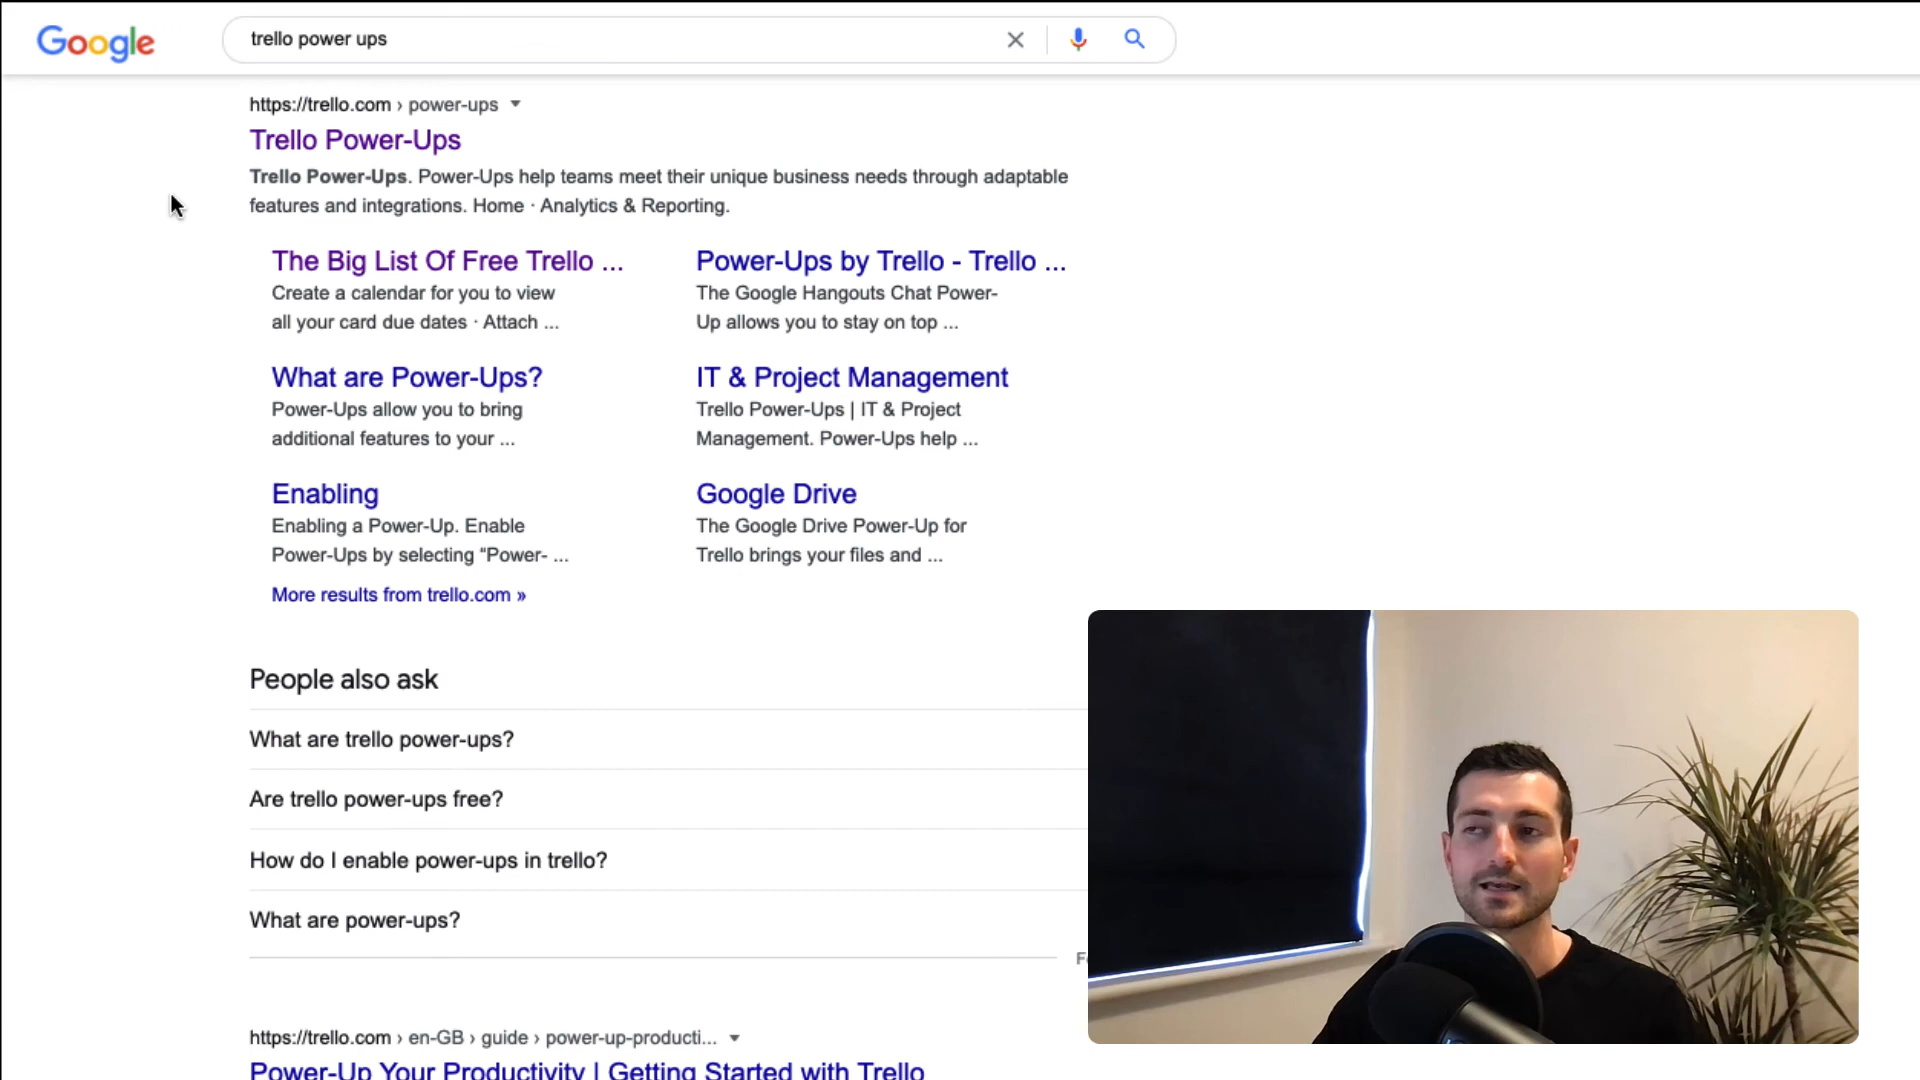 Google
trello power ups
https://trello.com › power-ups
Trello Power-Ups
Trello Power-Ups. Power-Ups help teams meet their unique business needs through adaptable
features and integrations. Home · Analytics & Reporting.
The Big List Of Free Trello ...
Create a calendar for you to view
all your card due dates · Attach ...
Power-Ups by Trello - Trello ...
The Google Hangouts Chat Power-
Up allows you to stay on top ...
What are Power-Ups?
Power-Ups allow you to bring
additional features to your ...
IT & Project Management
Trello Power-Ups | IT & Project
Management. Power-Ups help ...
Enabling
Enabling a Power-Up. Enable
Power-Ups by selecting “Power- ...
Google Drive
The Google Drive Power-Up for
Trello brings your files and ...
More results from trello.com »
People also ask
What are trello power-ups?
Are trello power-ups free?
How do I enable power-ups in trello?
What are power-ups?
https://trello.com › en-GB › guide › power-up-producti...
Power-Up Your Productivity | Getting Started with Trello